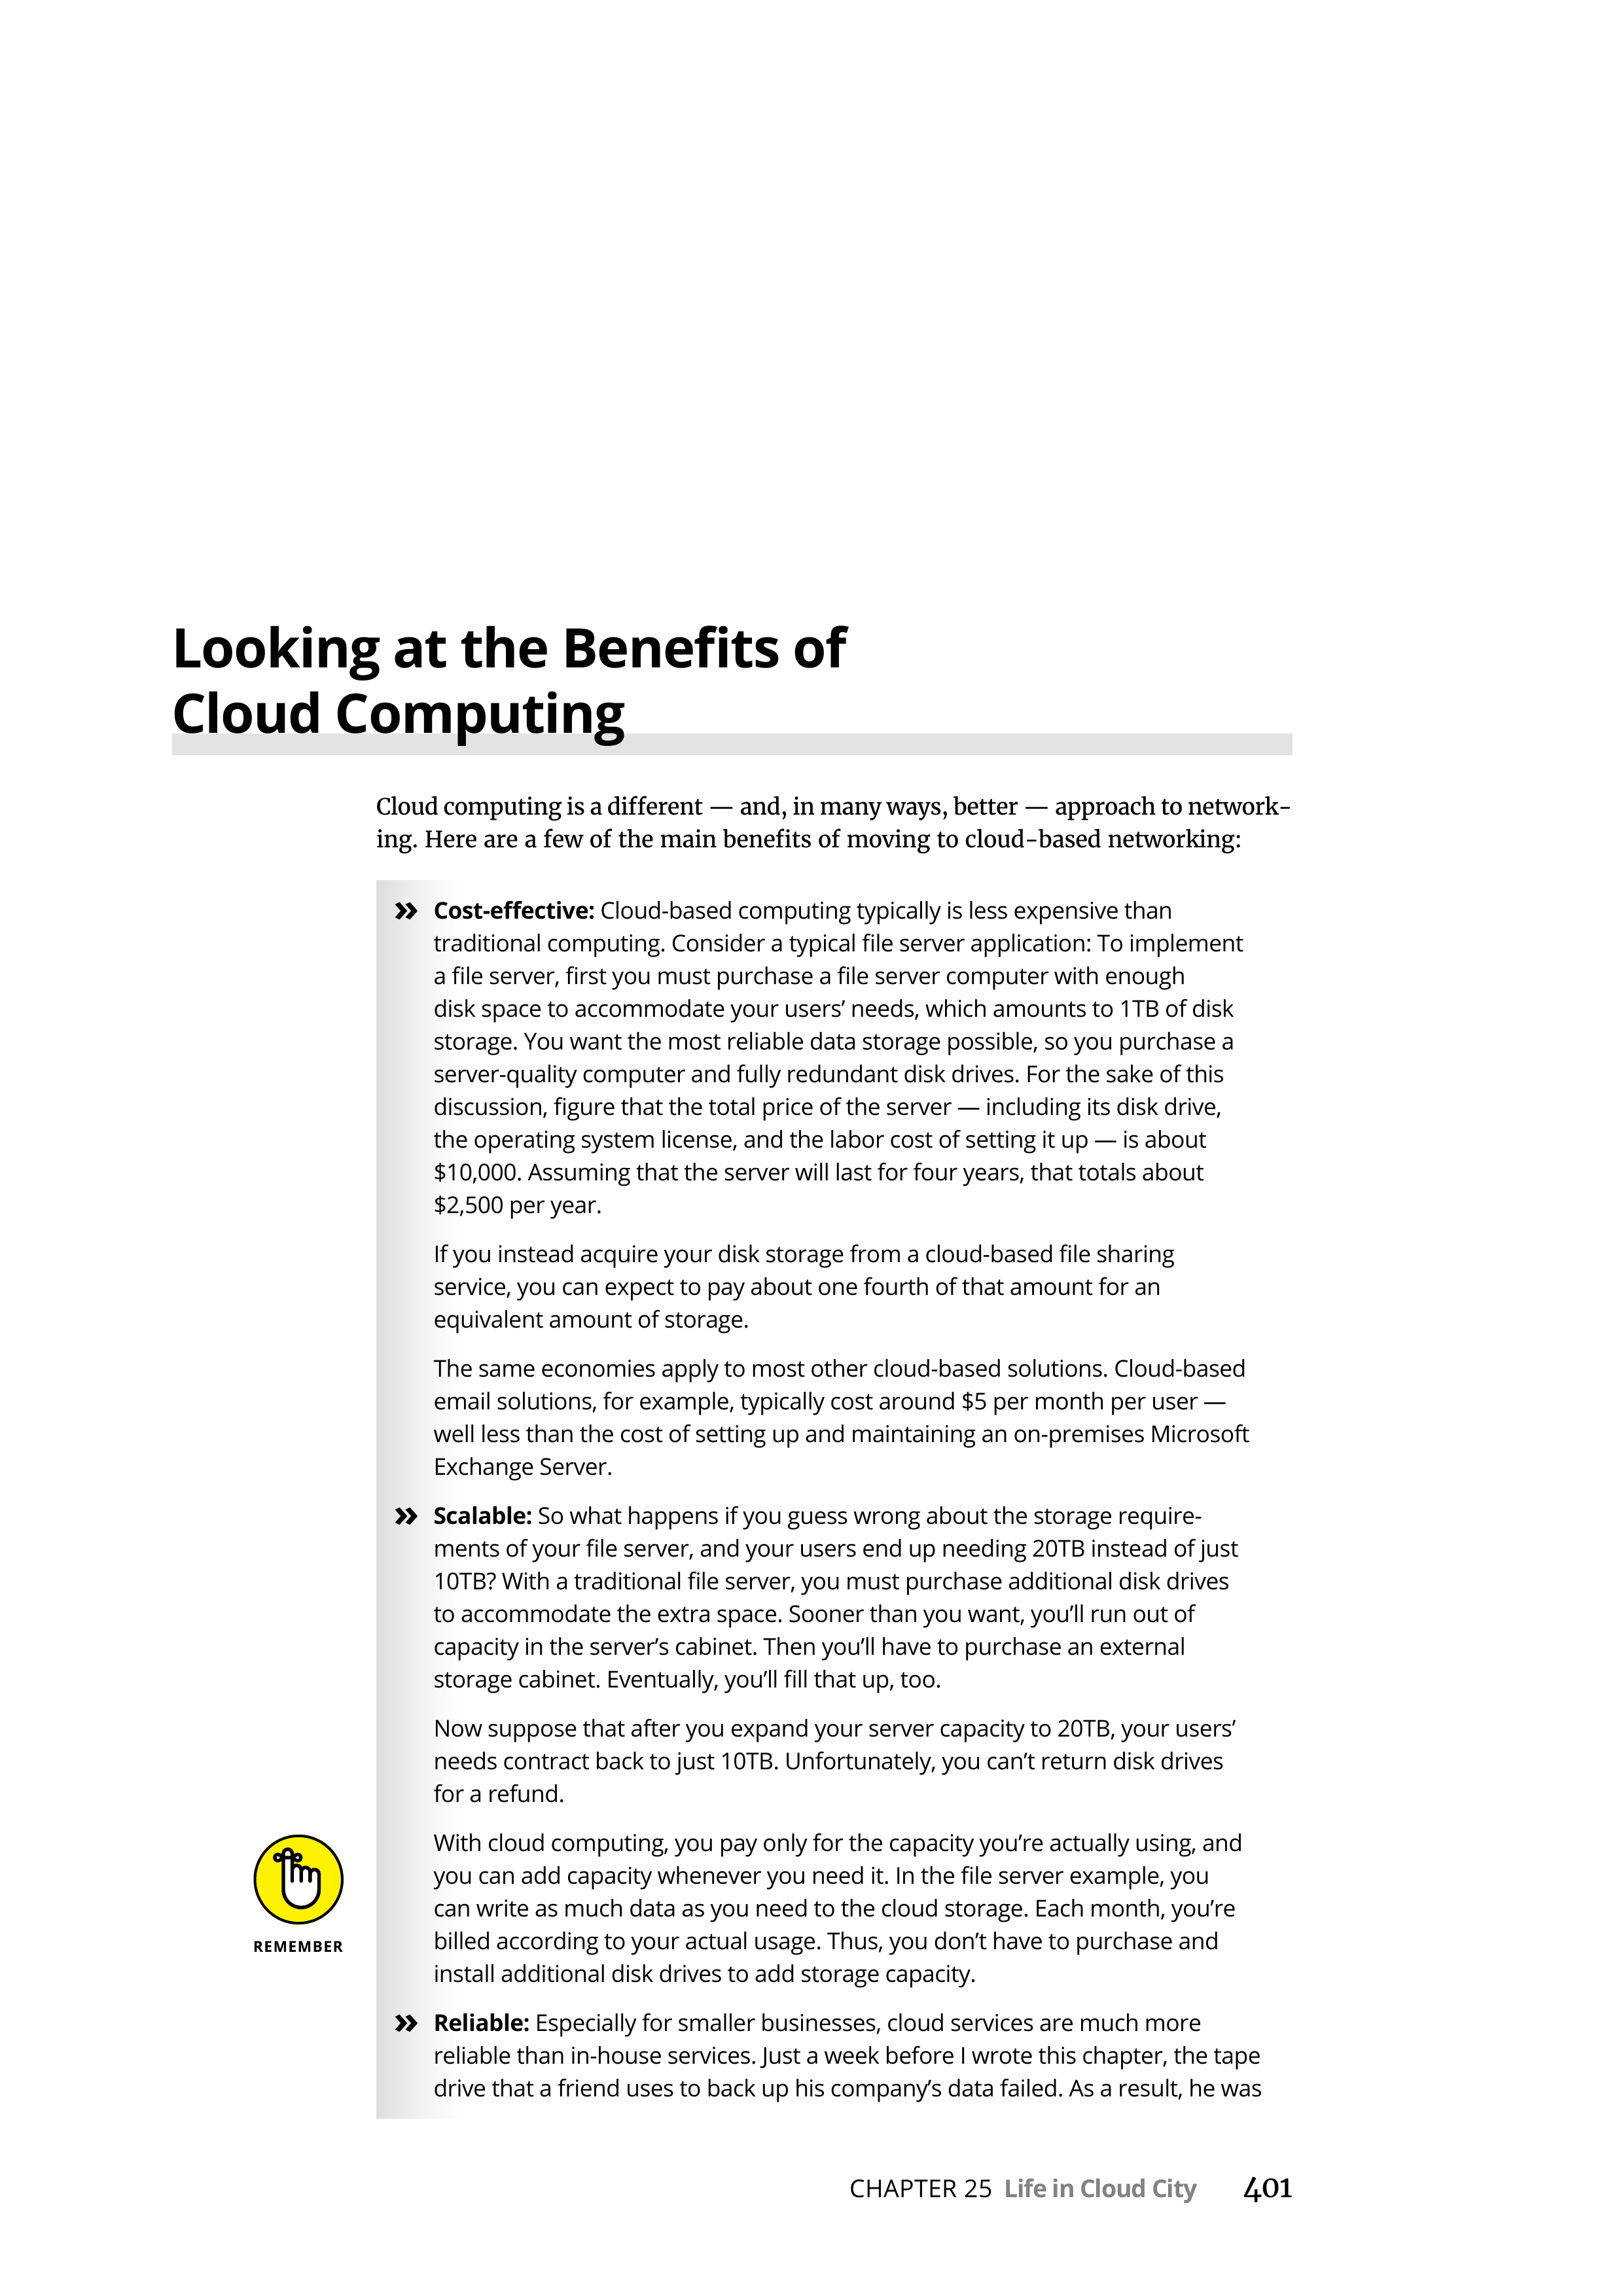 Looking at the Benefits of
Cloud Computing
Cloud computing is a different — and, in many ways, better — approach to network-
ing. Here are a few of the main benefits of moving to cloud-based networking:
» Cost-effective: Cloud-based computing typically is less expensive than
traditional computing. Consider a typical file server application: To implement
a file server, first you must purchase a file server computer with enough
disk space to accommodate your users’ needs, which amounts to 1TB of disk
storage. You want the most reliable data storage possible, so you purchase a
server-quality computer and fully redundant disk drives. For the sake of this
discussion, figure that the total price of the server — including its disk drive,
the operating system license, and the labor cost of setting it up — is about
$10,000. Assuming that the server will last for four years, that totals about
$2,500 per year.
If you instead acquire your disk storage from a cloud-based file sharing
service, you can expect to pay about one fourth of that amount for an
equivalent amount of storage.
The same economies apply to most other cloud-based solutions. Cloud-based
email solutions, for example, typically cost around $5 per month per user —
well less than the cost of setting up and maintaining an on-premises Microsoft
Exchange Server.
» Scalable: So what happens if you guess wrong about the storage require-
ments of your file server, and your users end up needing 20TB instead of just
10TB? With a traditional file server, you must purchase additional disk drives
to accommodate the extra space. Sooner than you want, you’ll run out of
capacity in the server’s cabinet. Then you’ll have to purchase an external
storage cabinet. Eventually, you’ll fill that up, too.
Now suppose that after you expand your server capacity to 20TB, your users’
needs contract back to just 10TB. Unfortunately, you can’t return disk drives
for a refund.
With cloud computing, you pay only for the capacity you’re actually using, and
you can add capacity whenever you need it. In the file server example, you
can write as much data as you need to the cloud storage. Each month, you’re
billed according to your actual usage. Thus, you don’t have to purchase and
install additional disk drives to add storage capacity.
REMEMBER
» Reliable: Especially for smaller businesses, cloud services are much more
reliable than in-house services. Just a week before I wrote this chapter, the tape
drive that a friend uses to back up his company’s data failed. As a result, he was
CHAPTER 25 Life in Cloud City 401